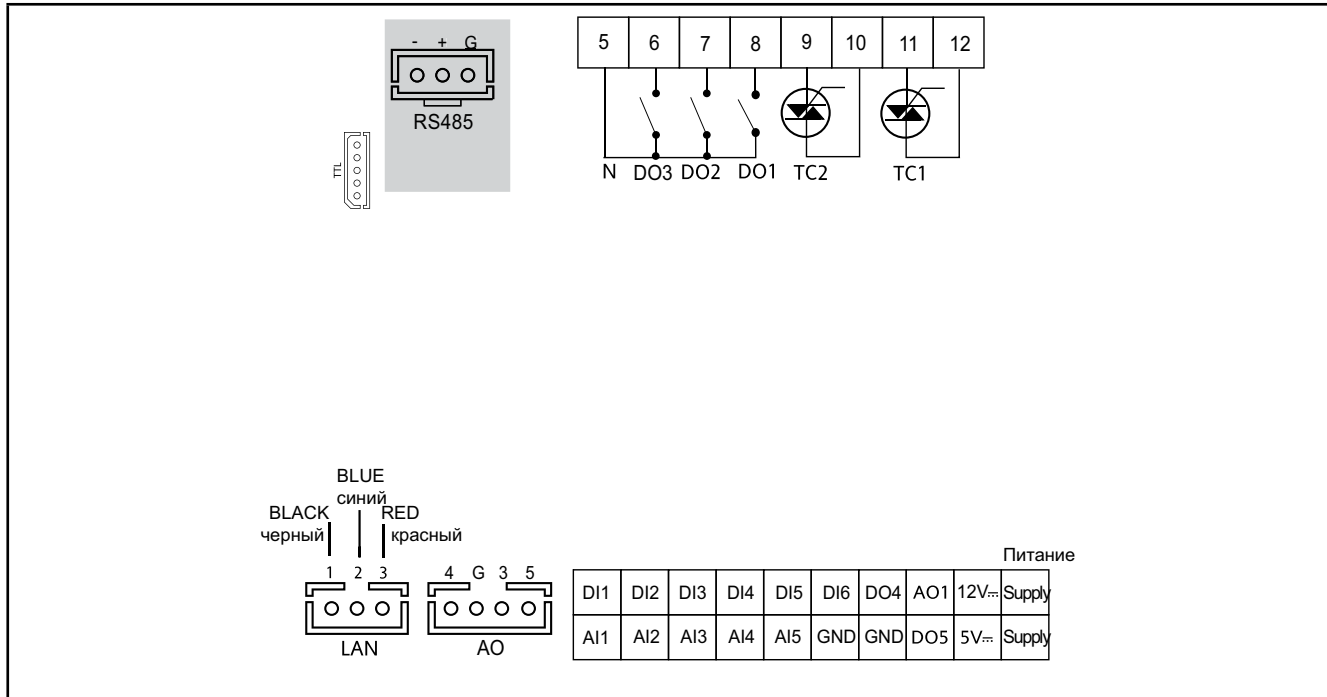 - + G
RS485
TTL
5 6 7 8 9 10 11 12
N DO3 DO2 DO1 TC2 TC1
BLUE
синий
BLACK RED
черный красный
1 2 3
LAN
4 G 3 5
AO
Питание
DI1 DI2 DI3 DI4 DI5 DI6 DO4 AO1 12V⎓ Supply
AI1 AI2 AI3 AI4 AI5 GND GND DO5 5V⎓ Supply